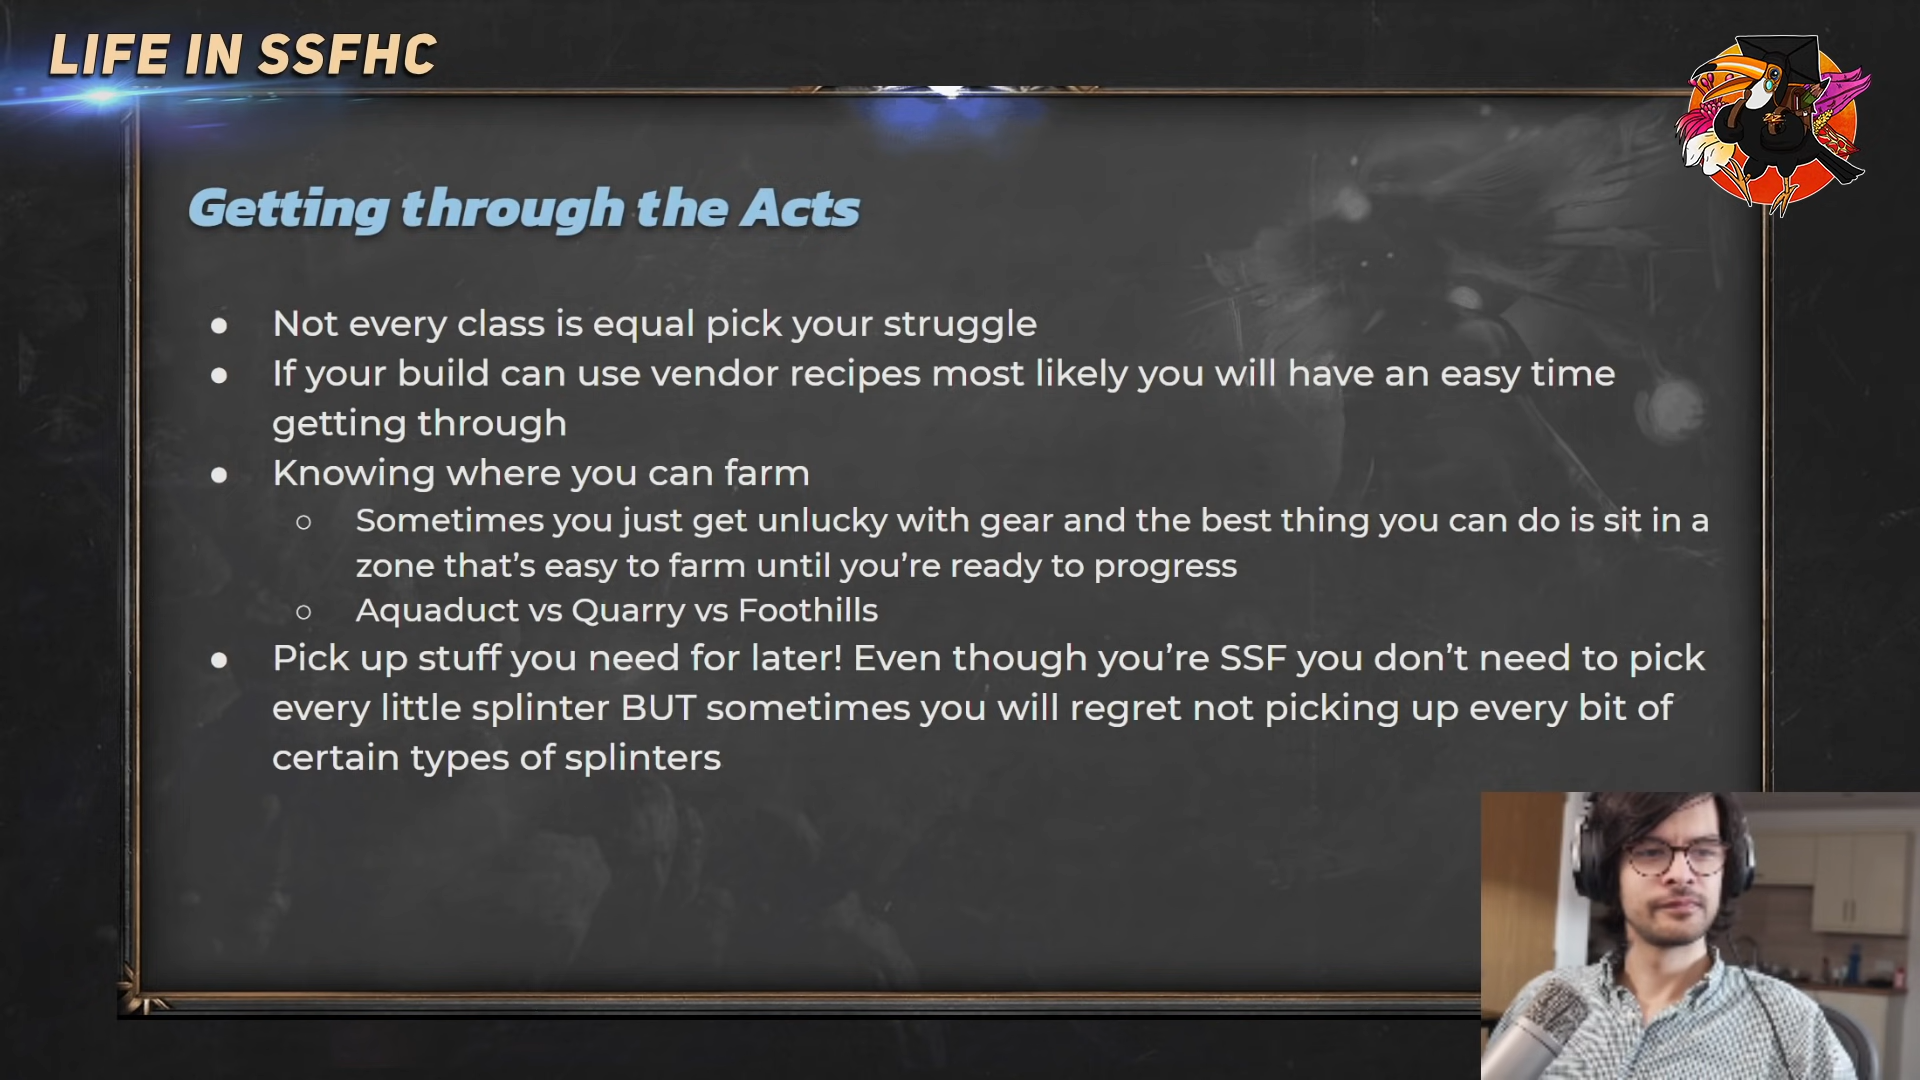 LIFE IN SSFHC
Getting through the Acts
● Not every class is equal pick your struggle
● If your build can use vendor recipes most likely you will have an easy time
getting through
● Knowing where you can farm
○ Sometimes you just get unlucky with gear and the best thing you can do is sit in a
zone that’s easy to farm until you’re ready to progress
○ Aquaduct vs Quarry vs Foothills
● Pick up stuff you need for later! Even though you’re SSF you don’t need to pick
every little splinter BUT sometimes you will regret not picking up every bit of
certain types of splinters